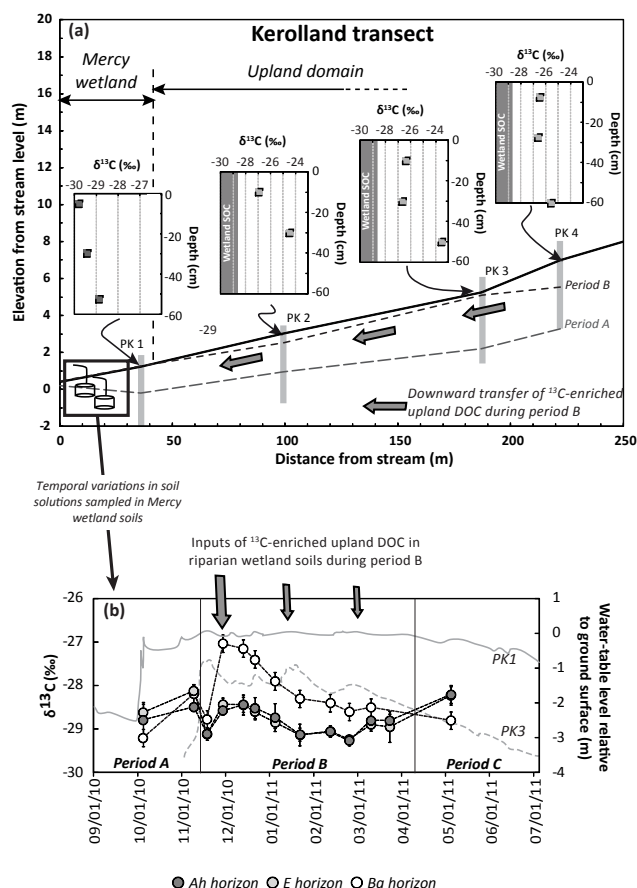 (a)
Kerolland transect
Mercy
wetland
Upland domain
Elevation from stream level (m)
20
18
16
14
12
10
8
6
4
2
0
-2
δ¹³C (‰)
-30 -29 -28 -27
0
-20
-40
-60
Depth (cm)
δ¹³C (‰)
-29
-30 -28 -26 -24
Wetland SOC
0
-20
-40
-60
Depth (cm)
δ¹³C (‰)
-30 -28 -26 -24
Wetland SOC
0
-20
-40
-60
Depth (cm)
δ¹³C (‰)
-30 -28 -26 -24
Wetland SOC
0
-20
-40
-60
Depth (cm)
PK 4
PK 3
PK 2
PK 1
-29
Period B
Period A
Downward transfer of ¹³C-enriched
upland DOC during period B
0 50 100 150 200 250
Distance from stream (m)
Temporal variations in soil
solutions sampled in Mercy
wetland soils
Inputs of ¹³C-enriched upland DOC in
riparian wetland soils during period B
(b)
δ¹³C (‰)
-26
-27
-28
-29
-30
1
0
-1
-2
-3
-4
Water-table level relative
to ground surface (m)
PK1
PK3
Period A
Period B
Period C
09/01/10
10/01/10
11/01/10
12/01/10
01/01/11
02/01/11
03/01/11
04/01/11
05/01/11
06/01/11
07/01/11
Ah horizon E horizon Bg horizon